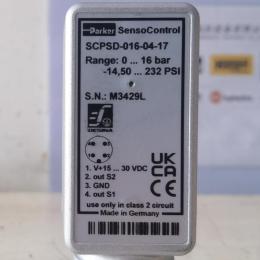 Parker SensoControl
SCPSD-016-04-17
Range: 0 ... 16 bar
-14,50 ... 232 PSI
S.N.: M3429L
DESINA
1. V+15 ... 30 VDC
2. out S2
3. GND
4. out S1
UK
CA
CE
use only in class 2 circuit
Made in Germany